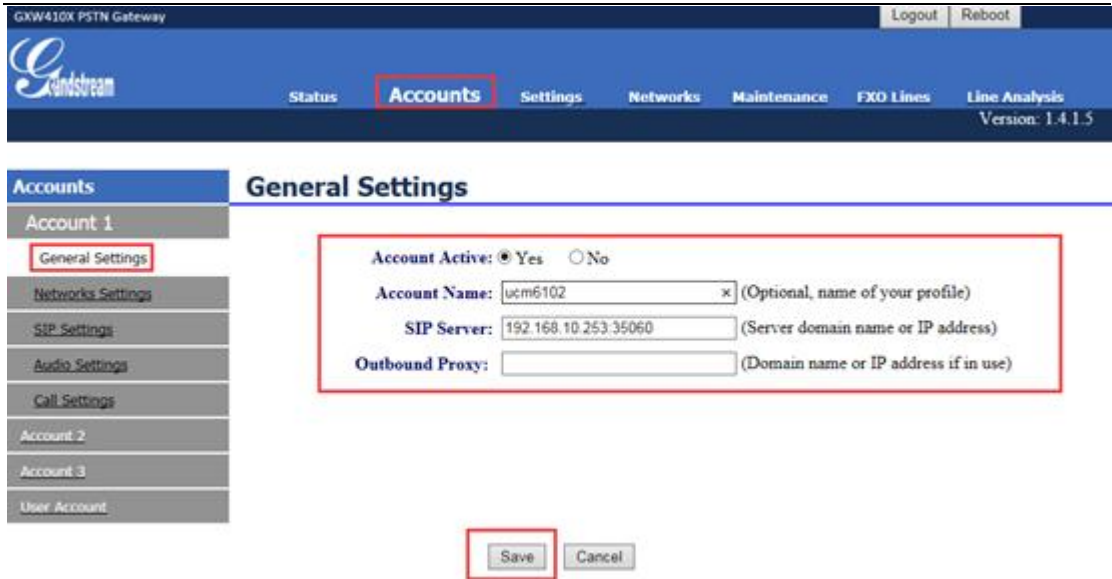 GXW410X PSTN Gateway
Logout Reboot
Grandstream
Status Accounts Settings Networks Maintenance FXO Lines Line Analysis
Version: 1.4.1.5
Accounts
General Settings
Account 1
General Settings
Networks Settings
SIP Settings
Audio Settings
Call Settings
Account 2
Account 3
User Account
Account Active: Yes No
Account Name: ucm6102 x (Optional, name of your profile)
SIP Server: 192.168.10.253:35060 (Server domain name or IP address)
Outbound Proxy: (Domain name or IP address if in use)
Save Cancel